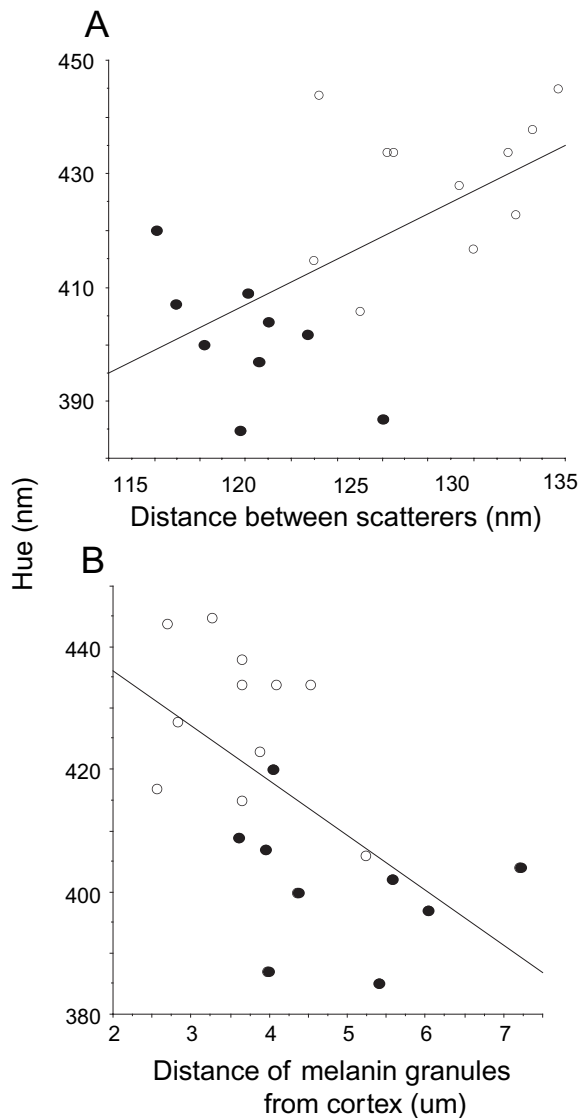 A
450
430
410
390
115 120 125 130 135
Distance between scatterers (nm)
Hue (nm)
B
440
420
400
380
2 3 4 5 6 7
Distance of melanin granules
from cortex (um)